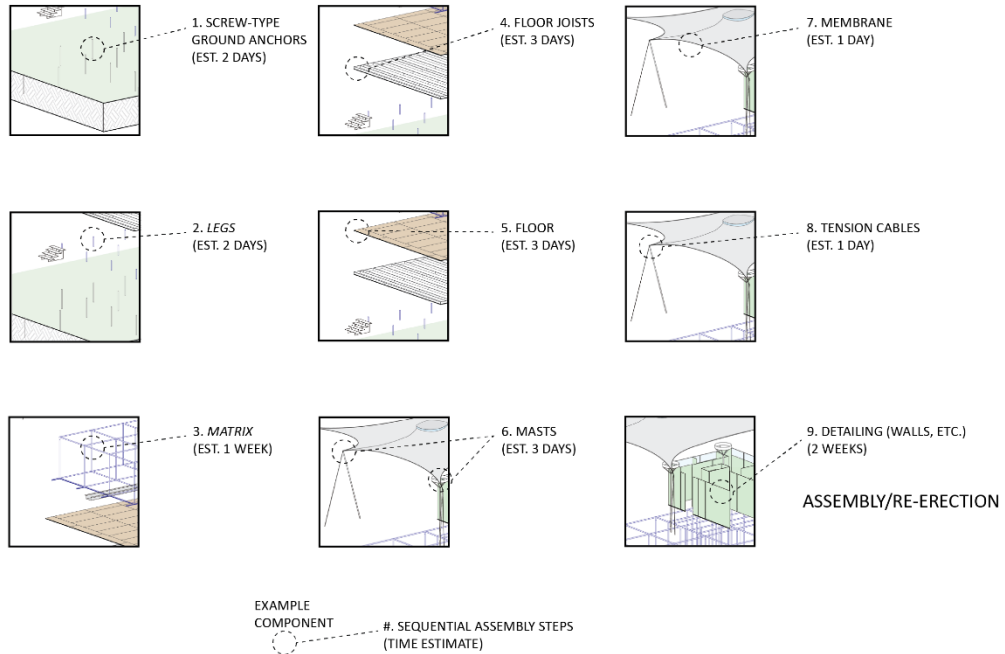 1. SCREW-TYPE
GROUND ANCHORS
(EST. 2 DAYS)
2. LEGS
(EST. 2 DAYS)
3. MATRIX
(EST. 1 WEEK)
4. FLOOR JOISTS
(EST. 3 DAYS)
5. FLOOR
(EST. 3 DAYS)
6. MASTS
(EST. 3 DAYS)
7. MEMBRANE
(EST. 1 DAY)
8. TENSION CABLES
(EST. 1 DAY)
9. DETAILING (WALLS, ETC.)
(2 WEEKS)
ASSEMBLY/RE-ERECTION
EXAMPLE
COMPONENT
#. SEQUENTIAL ASSEMBLY STEPS
(TIME ESTIMATE)